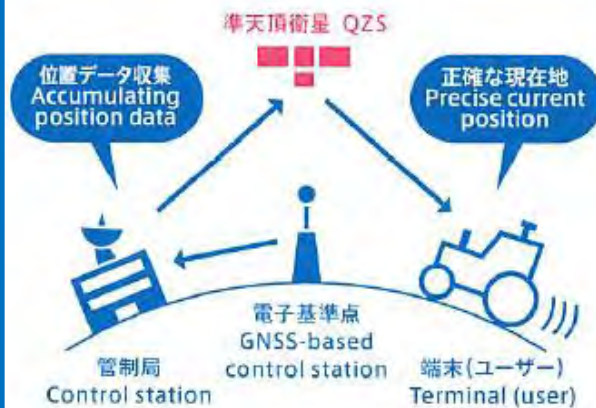 準天頂衛星 QZS
位置データ収集
Accumulating
position data
正確な現在地
Precise current
position
電子基準点
GNSS-based
control station
管制局
Control station
端末(ユーザー)
Terminal (user)